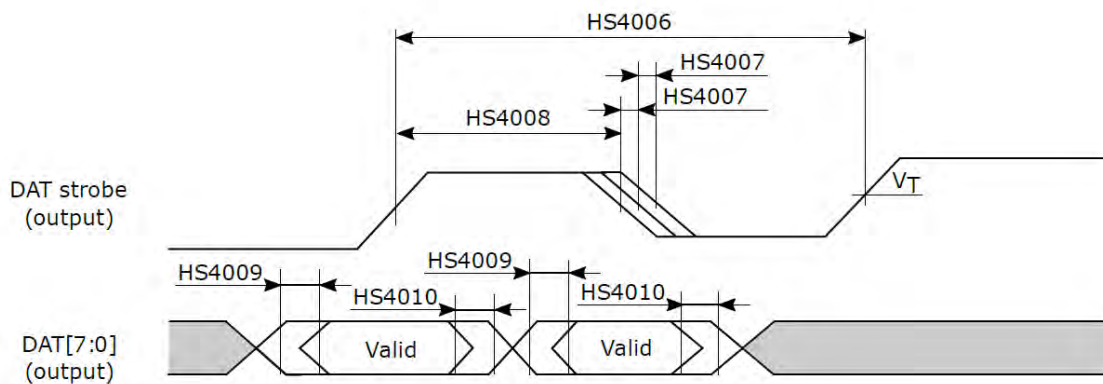 HS4006
HS4007
HS4007
HS4008
DAT strobe
(output)
VT
HS4009
HS4009
HS4010
HS4010
DAT[7:0]
(output)
Valid
Valid